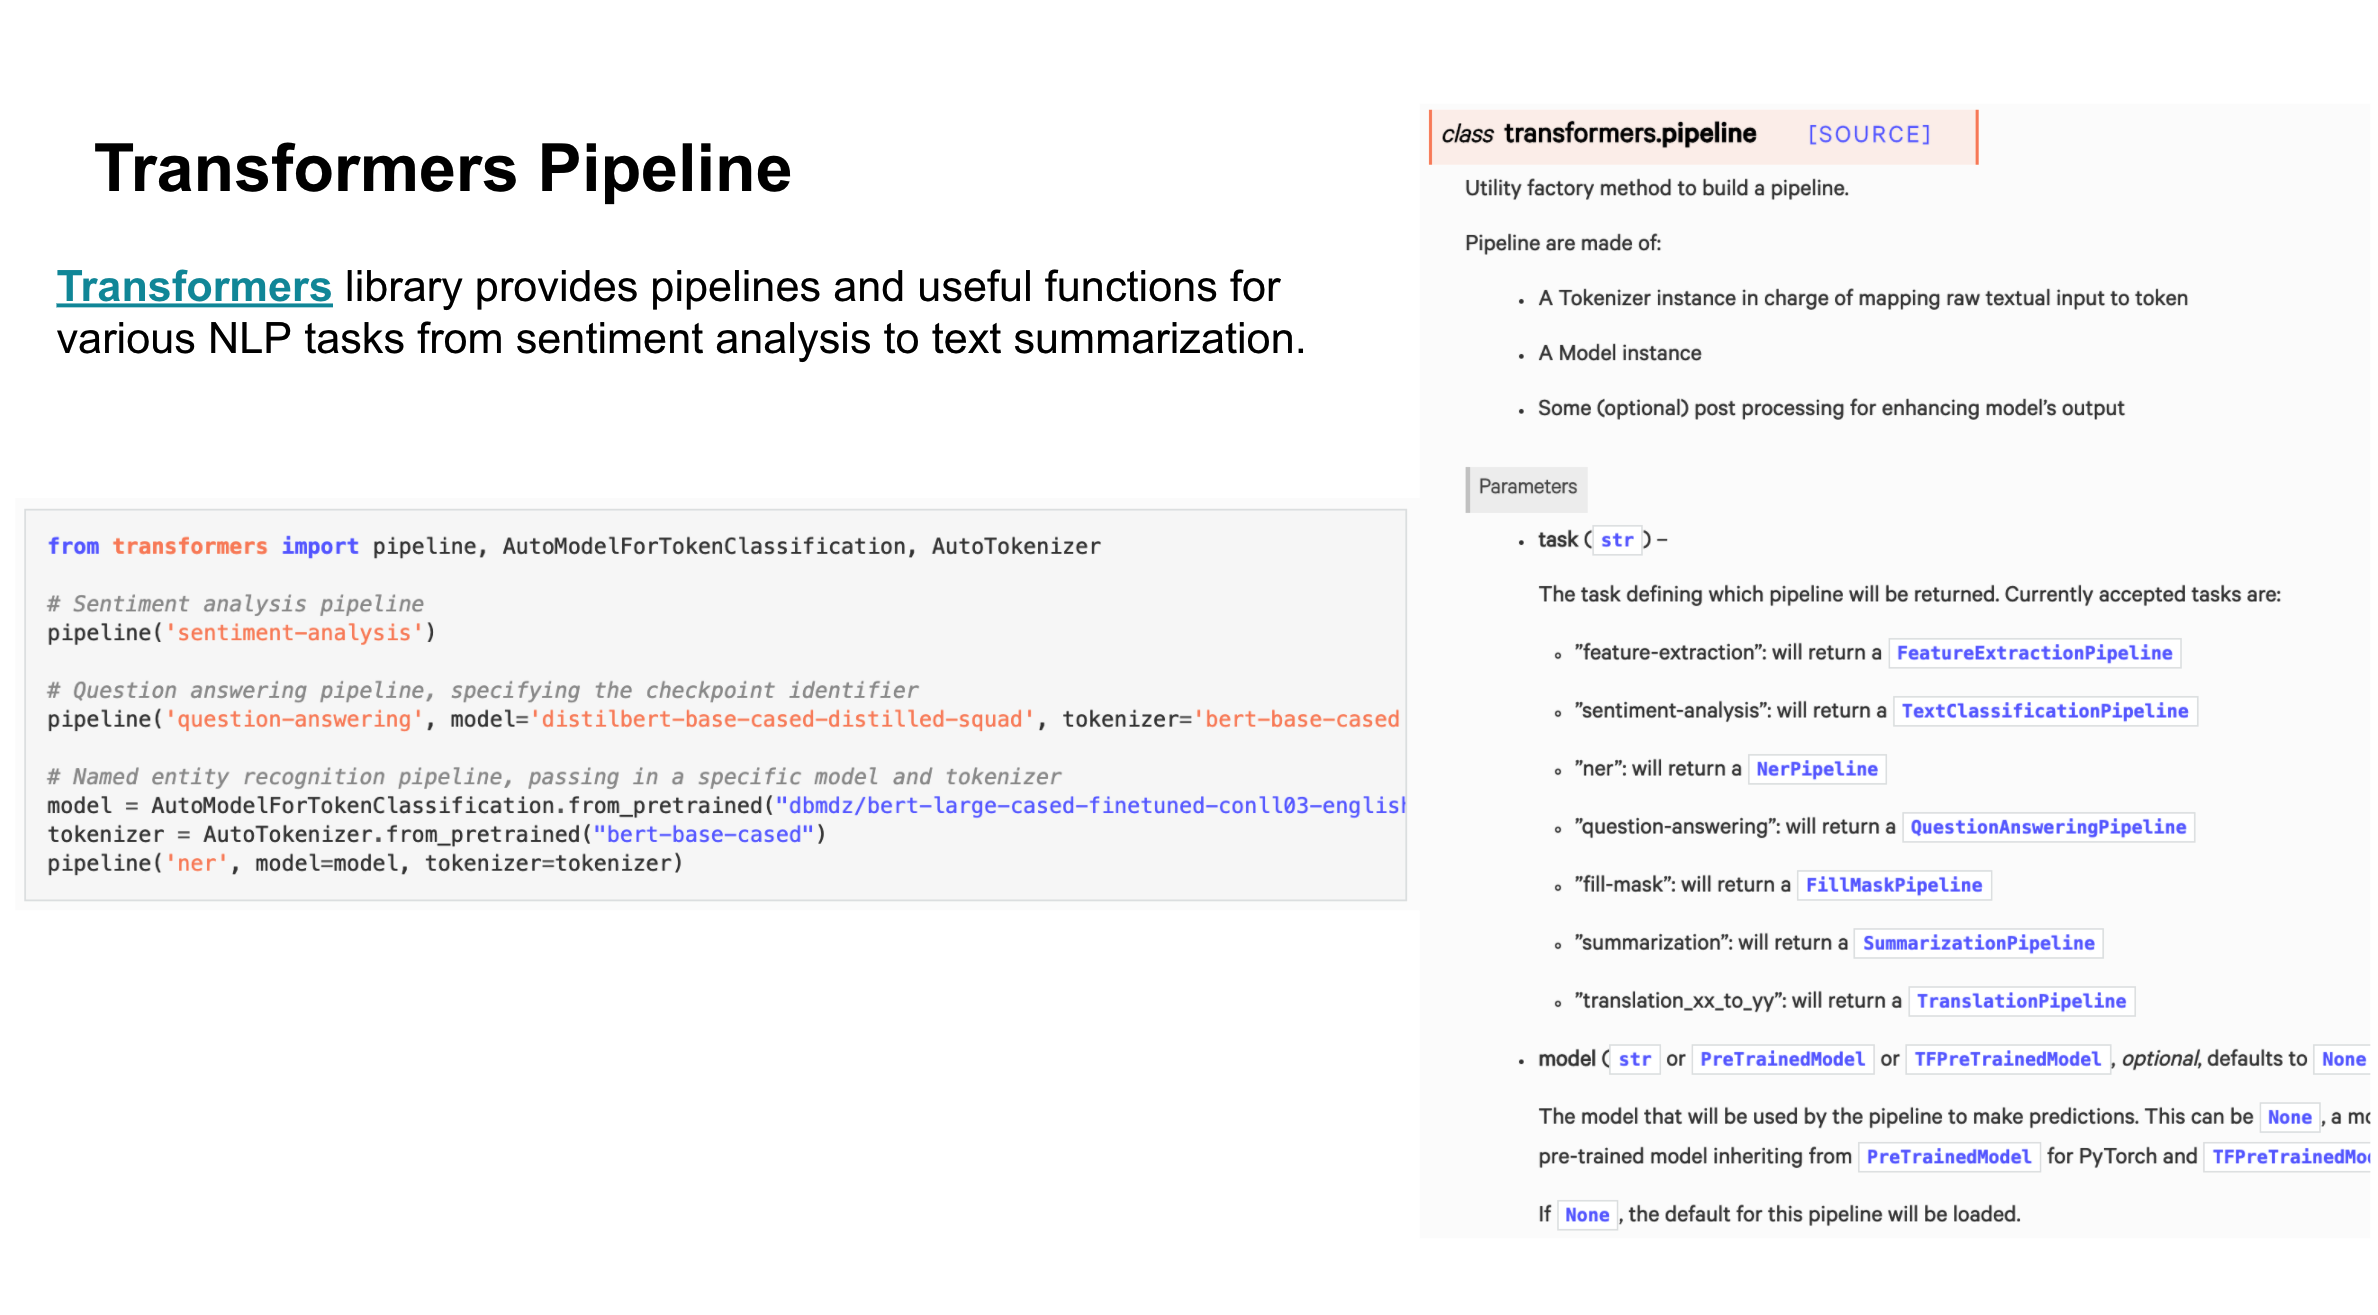 Transformers Pipeline
Transformers library provides pipelines and useful functions for
various NLP tasks from sentiment analysis to text summarization.
from transformers import pipeline, AutoModelForTokenClassification, AutoTokenizer
# Sentiment analysis pipeline
pipeline('sentiment-analysis')
# Question answering pipeline, specifying the checkpoint identifier
pipeline('question-answering', model='distilbert-base-cased-distilled-squad', tokenizer='bert-base-cased
# Named entity recognition pipeline, passing in a specific model and tokenizer
model = AutoModelForTokenClassification.from_pretrained("dbmdz/bert-large-cased-finetuned-conll03-english
tokenizer = AutoTokenizer.from_pretrained("bert-base-cased")
pipeline('ner', model=model, tokenizer=tokenizer)
class transformers.pipeline [SOURCE]
Utility factory method to build a pipeline.
Pipeline are made of:
• A Tokenizer instance in charge of mapping raw textual input to token
• A Model instance
• Some (optional) post processing for enhancing model’s output
Parameters
• task (str) –
The task defining which pipeline will be returned. Currently accepted tasks are:
◦ ”feature-extraction”: will return a FeatureExtractionPipeline
◦ ”sentiment-analysis”: will return a TextClassificationPipeline
◦ ”ner”: will return a NerPipeline
◦ ”question-answering”: will return a QuestionAnsweringPipeline
◦ ”fill-mask”: will return a FillMaskPipeline
◦ ”summarization”: will return a SummarizationPipeline
◦ ”translation_xx_to_yy”: will return a TranslationPipeline
• model (str or PreTrainedModel or TFPreTrainedModel, optional, defaults to None
The model that will be used by the pipeline to make predictions. This can be None, a
pre-trained model inheriting from PreTrainedModel for PyTorch and
If None, the default for this pipeline will be loaded.